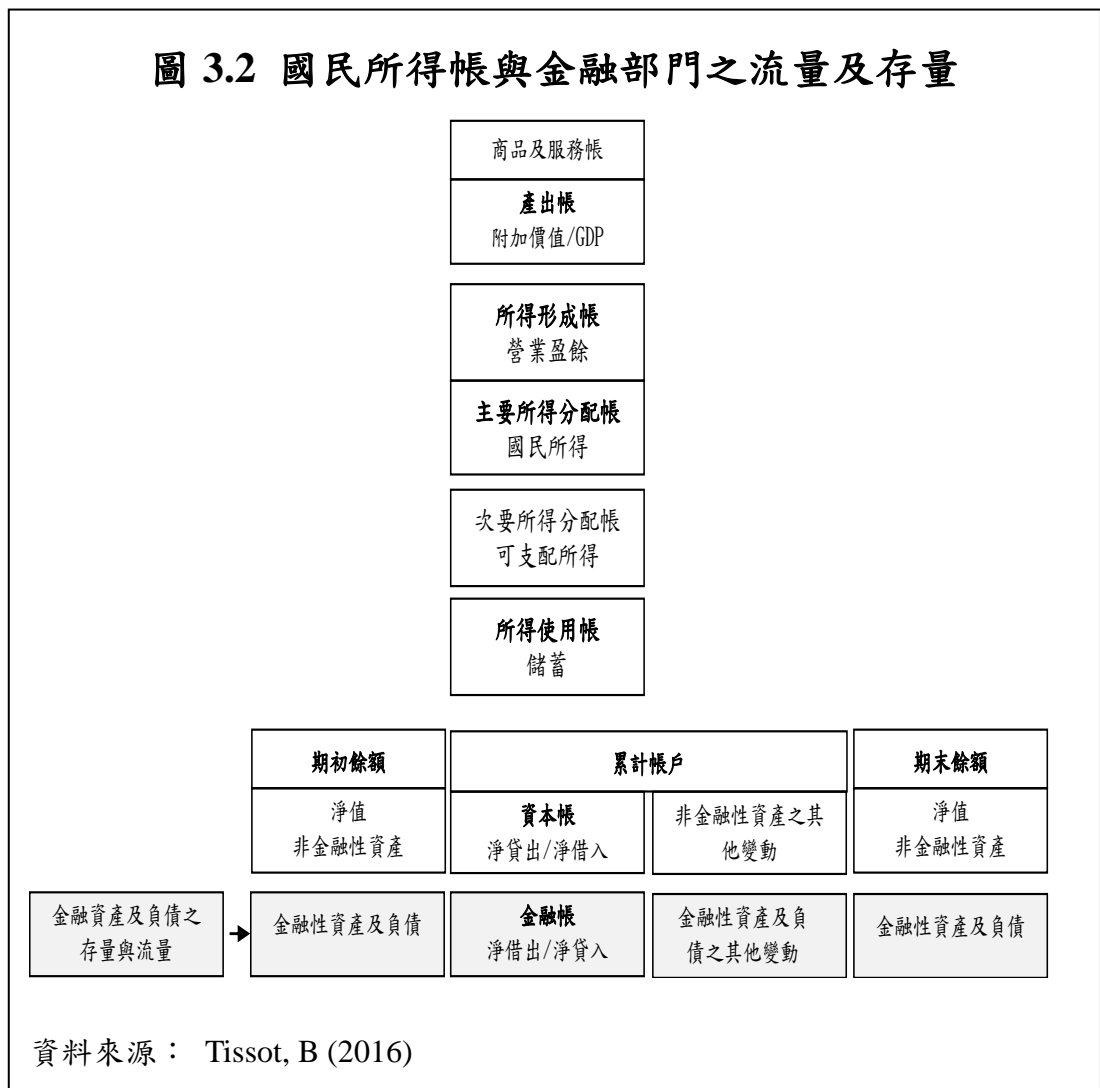 圖 3.2 國民所得帳與金融部門之流量及存量
商品及服務帳
產出帳
附加價值/GDP
所得形成帳
營業盈餘
主要所得分配帳
國民所得
次要所得分配帳
可支配所得
所得使用帳
儲蓄
期初餘額
累計帳戶
期末餘額
淨值
非金融性資產
資本帳
淨貸出/淨借入
非金融性資產之其
他變動
淨值
非金融性資產
金融資產及負債之
存量與流量
金融性資產及負債
金融帳
淨借出/淨貸入
金融性資產及負
債之其他變動
金融性資產及負債
資料來源： Tissot, B (2016)